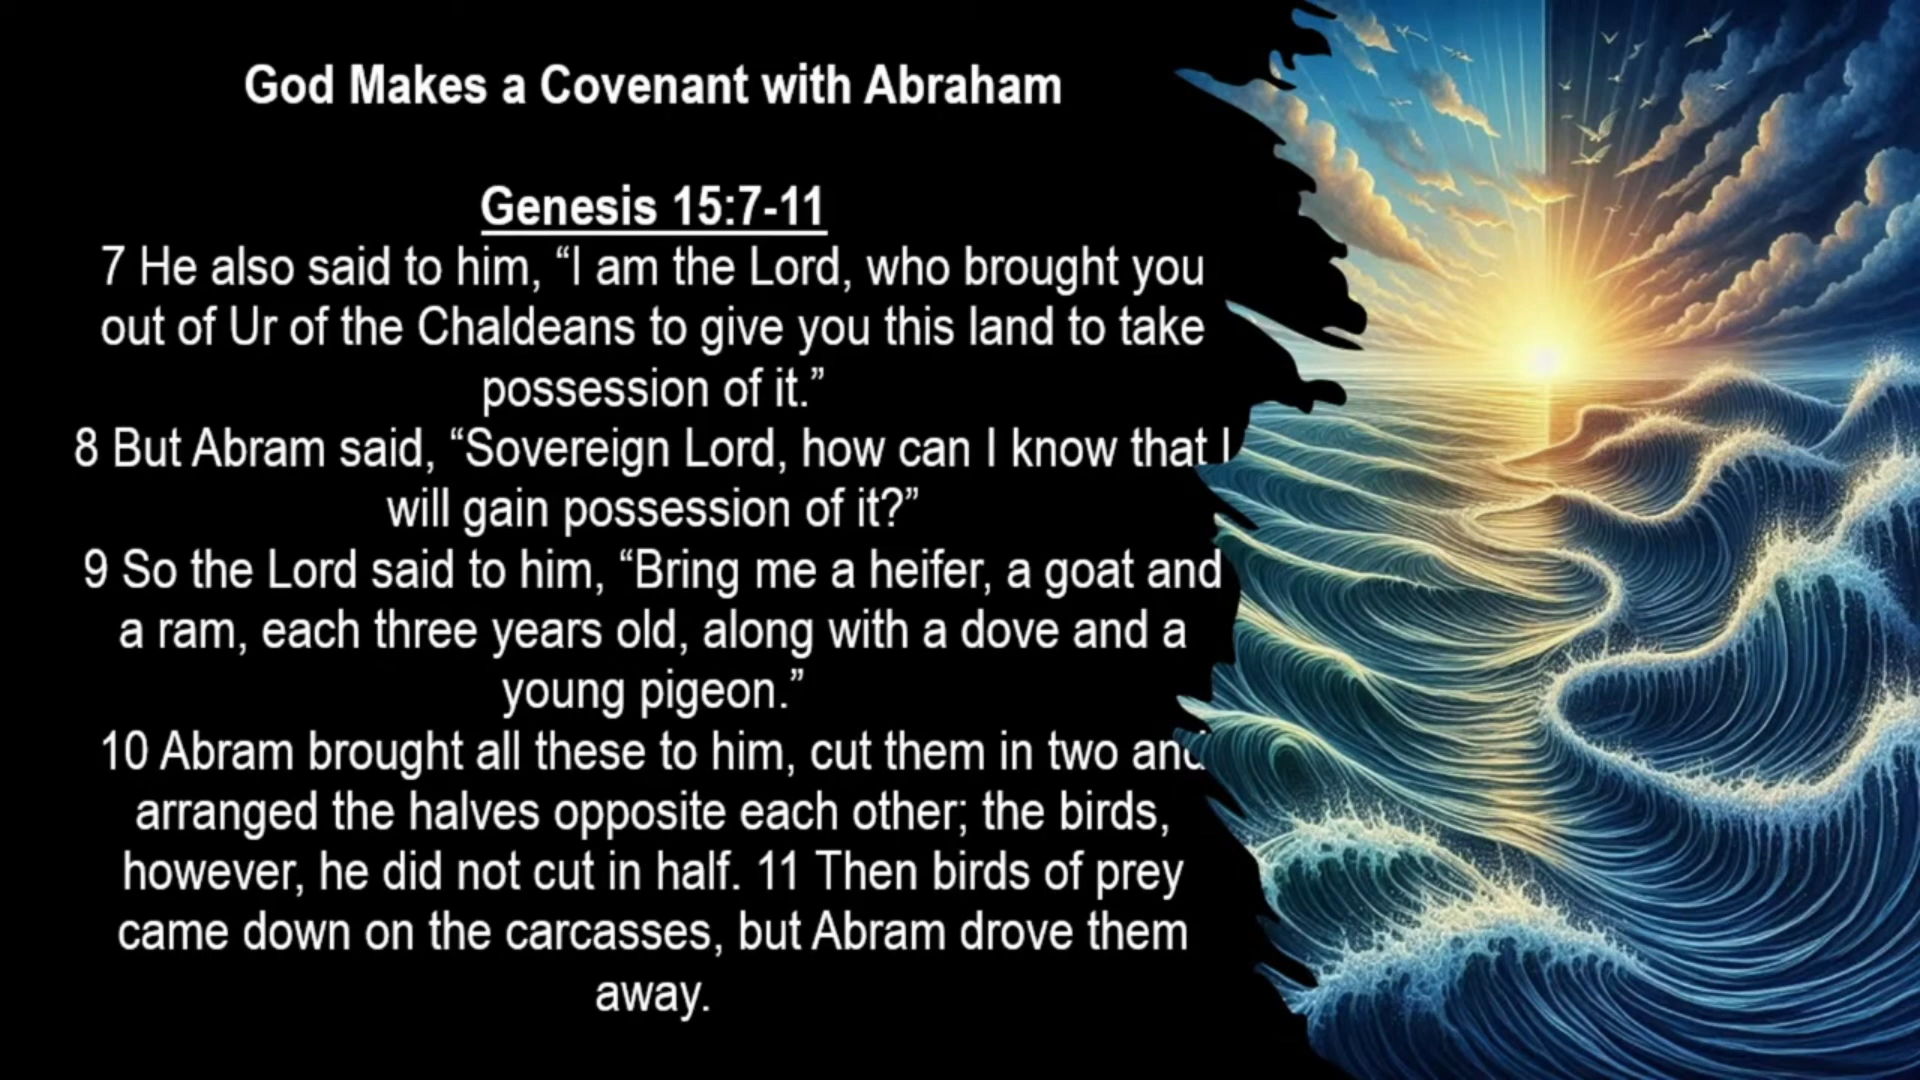 God Makes a Covenant with Abraham
Genesis 15:7-11
7 He also said to him, “I am the Lord, who brought you
out of Ur of the Chaldeans to give you this land to take
possession of it.”
8 But Abram said, “Sovereign Lord, how can I know that I
will gain possession of it?”
9 So the Lord said to him, “Bring me a heifer, a goat and
a ram, each three years old, along with a dove and a
young pigeon.”
10 Abram brought all these to him, cut them in two and
arranged the halves opposite each other; the birds,
however, he did not cut in half. 11 Then birds of prey
came down on the carcasses, but Abram drove them
away.